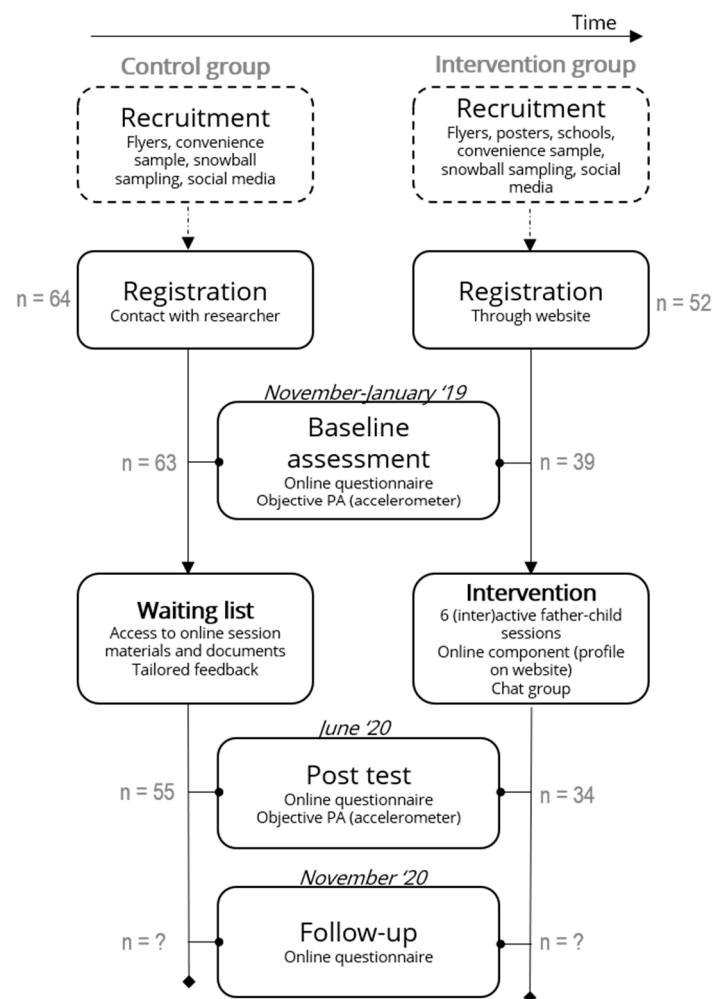 Time
Control group
Intervention group
Recruitment
Flyers, convenience
sample, snowball
sampling, social media
Recruitment
Flyers, posters, schools,
convenience sample,
snowball sampling, social
media
n = 64
Registration
Contact with researcher
Registration
Through website
n = 52
November-January ‘19
Baseline
assessment
Online questionnaire
Objective PA (accelerometer)
n = 63
n = 39
Waiting list
Access to online session
materials and documents
Tailored feedback
Intervention
6 (inter)active father-child
sessions
Online component (profile
on website)
Chat group
June ‘20
Post test
Online questionnaire
Objective PA (accelerometer)
n = 55
n = 34
November ‘20
Follow-up
Online questionnaire
n = ?
n = ?